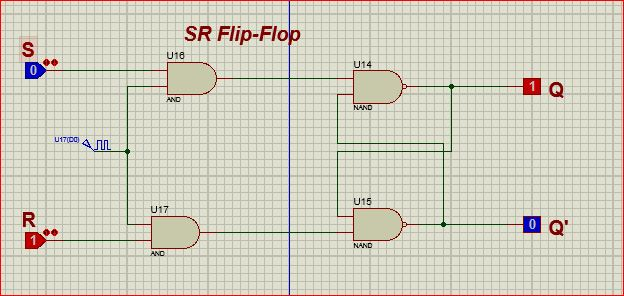 SR Flip-Flop
S
0
U16
AND
U14
NAND
1
Q
U17(D0)
R
1
U17
AND
U15
NAND
0
Q'